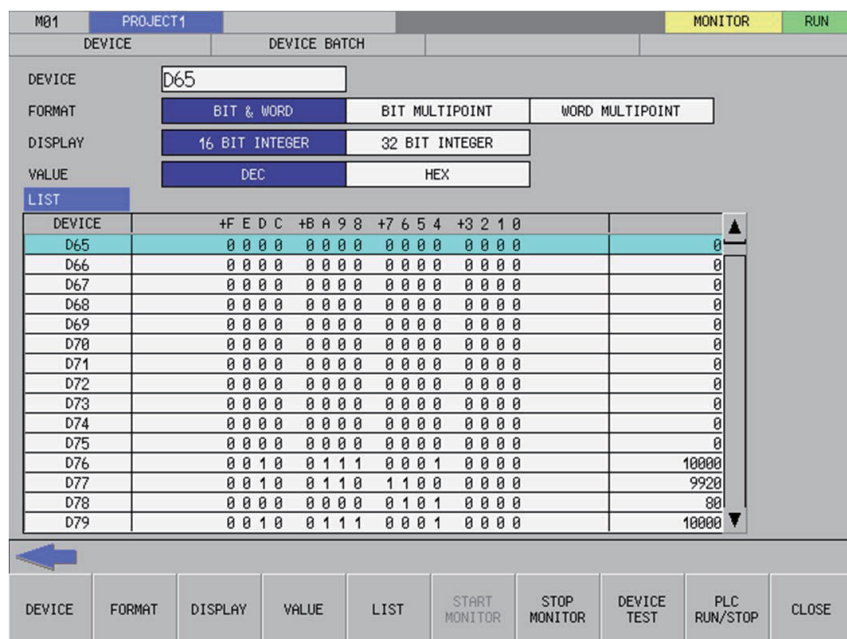 M01 PROJECT1 MONITOR RUN
DEVICE DEVICE BATCH
DEVICE D65
FORMAT BIT & WORD BIT MULTIPOINT WORD MULTIPOINT
DISPLAY 16 BIT INTEGER 32 BIT INTEGER
VALUE DEC HEX
LIST
DEVICE +F E D C +B A 9 8 +7 6 5 4 +3 2 1 0
D65 0 0 0 0 0 0 0 0 0 0 0 0 0 0 0 0 0
D66 0 0 0 0 0 0 0 0 0 0 0 0 0 0 0 0 0
D67 0 0 0 0 0 0 0 0 0 0 0 0 0 0 0 0 0
D68 0 0 0 0 0 0 0 0 0 0 0 0 0 0 0 0 0
D69 0 0 0 0 0 0 0 0 0 0 0 0 0 0 0 0 0
D70 0 0 0 0 0 0 0 0 0 0 0 0 0 0 0 0 0
D71 0 0 0 0 0 0 0 0 0 0 0 0 0 0 0 0 0
D72 0 0 0 0 0 0 0 0 0 0 0 0 0 0 0 0 0
D73 0 0 0 0 0 0 0 0 0 0 0 0 0 0 0 0 0
D74 0 0 0 0 0 0 0 0 0 0 0 0 0 0 0 0 0
D75 0 0 0 0 0 0 0 0 0 0 0 0 0 0 0 0 0
D76 0 0 1 0 0 1 1 1 0 0 0 1 0 0 0 0 10000
D77 0 0 1 0 0 1 1 0 1 1 0 0 0 0 0 0 9920
D78 0 0 0 0 0 0 0 0 0 1 0 1 0 0 0 0 80
D79 0 0 1 0 0 1 1 1 0 0 0 1 0 0 0 0 10000
DEVICE FORMAT DISPLAY VALUE LIST START MONITOR STOP MONITOR DEVICE TEST PLC RUN/STOP CLOSE